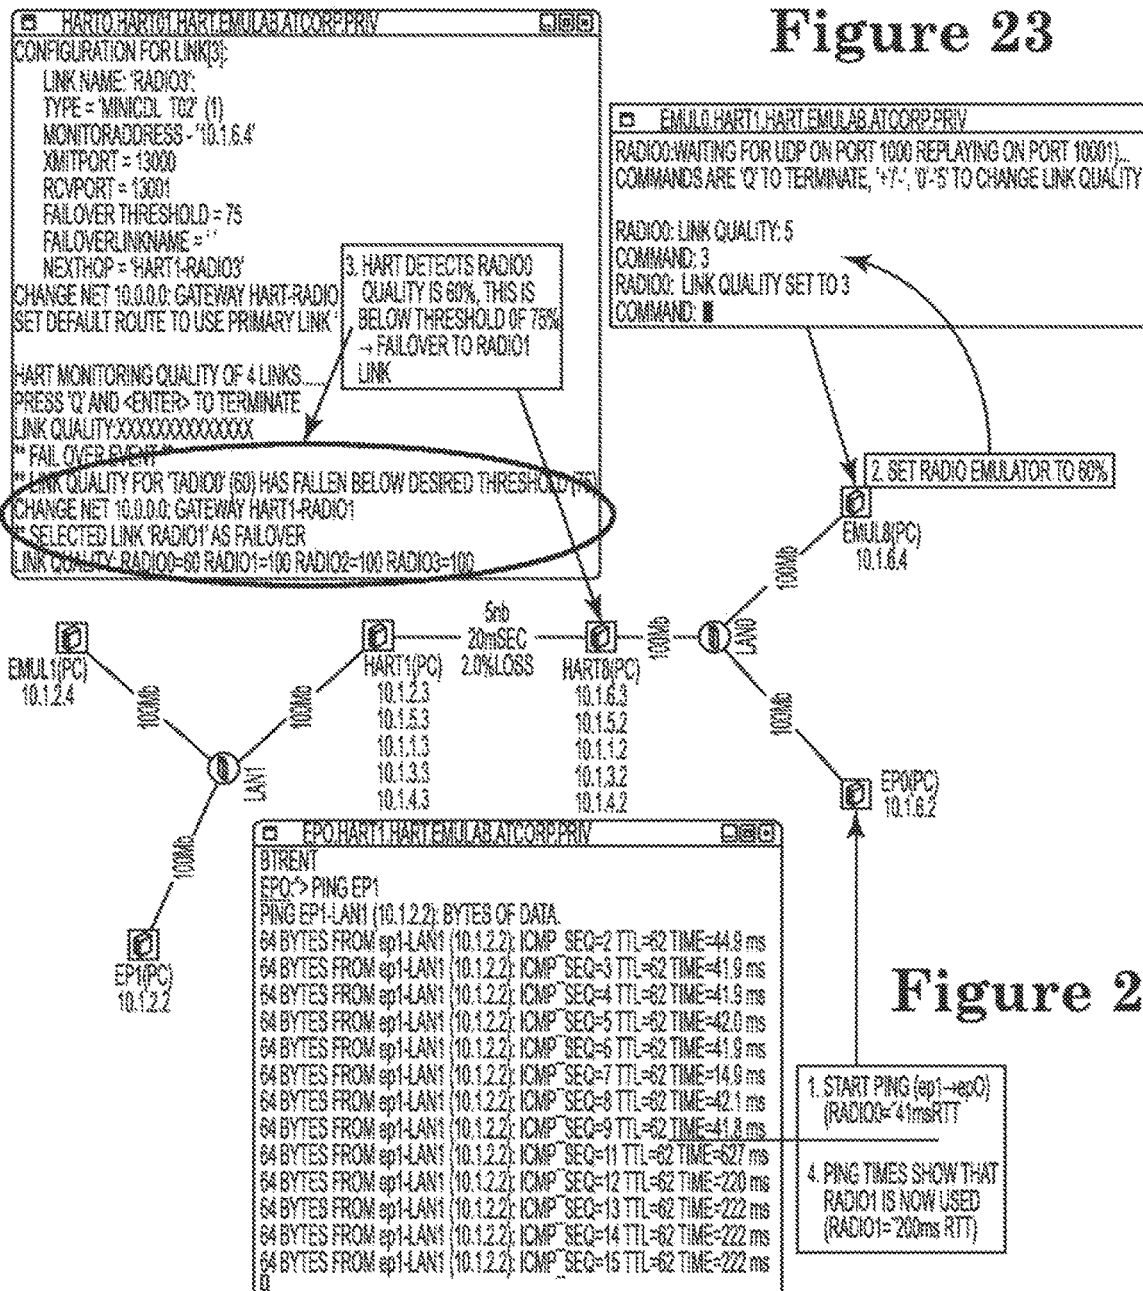 Figure 23
HART0.HART01.HART.EMULAB.ATCORP.PRIV
CONFIGURATION FOR LINK[3]:
LINK NAME: 'RADIO3';
TYPE = 'MINICDL_T02' (1)
MONITORADDRESS - '10.1.6.4'
XMITPORT = 13000
RCVPORT = 13001
FAILOVER THRESHOLD = 75
FAILOVERLINKNAME = ' '
NEXTHOP = 'HART1-RADIO3'
CHANGE NET 10.0.0.0: GATEWAY HART-RADIO
SET DEFAULT ROUTE TO USE PRIMARY LINK '
HART MONITORING QUALITY OF 4 LINKS.....
PRESS 'Q' AND <ENTER> TO TERMINATE
LINK QUALITY:XXXXXXXXXXXXXX
** FAIL OVER EVENT **
** LINK QUALITY FOR 'TADIO0' (60) HAS FALLEN BELOW DESIRED THRESHOLD (75)
CHANGE NET 10.0.0.0: GATEWAY HART1-RADIO1
** SELECTED LINK 'RADIO1' AS FAILOVER
LINK QUALITY: RADIO0=60 RADIO1=100 RADIO2=100 RADIO3=100
3. HART DETECTS RADIO0
QUALITY IS 60%, THIS IS
BELOW THRESHOLD OF 75%
→ FAILOVER TO RADIO1
LINK
EMUL0.HART1.HART.EMULAB.ATCORP.PRIV
RADIO0:WAITING FOR UDP ON PORT 1000 REPLAYING ON PORT 10001)...
COMMANDS ARE 'Q' TO TERMINATE, '+'/'-', '0'-'5' TO CHANGE LINK QUALITY
RADIO0: LINK QUALITY: 5
COMMAND: 3
RADIO0: LINK QUALITY SET TO 3
COMMAND:
2. SET RADIO EMULATOR TO 60%
EMUL8(PC)
10.1.6.4
100Mb
LAN0
100Mb
5nb
20mSEC
2.0%LOSS
EMUL1(PC)
10.1.2.4
HART1(PC)
10.1.2.3
10.1.5.3
10.1.1.3
10.1.3.3
10.1.4.3
HART8(PC)
10.1.6.3
10.1.5.2
10.1.1.2
10.1.3.2
10.1.4.2
100Mb
100Mb
100Mb
LAN1
EP0(PC)
10.1.6.2
100Mb
EP1(PC)
10.1.2.2
EPO.HART1.HART.EMULAB.ATCORP.PRIV
BTRENT
EPO:~> PING EP1
PING EP1-LAN1 (10.1.2.2): BYTES OF DATA.
64 BYTES FROM ep1-LAN1 (10.1.2.2): ICMP_SEQ=2 TTL=62 TIME=44.9 ms
64 BYTES FROM ep1-LAN1 (10.1.2.2): ICMP_SEQ=3 TTL=62 TIME=41.9 ms
64 BYTES FROM ep1-LAN1 (10.1.2.2): ICMP_SEQ=4 TTL=62 TIME=41.9 ms
64 BYTES FROM ep1-LAN1 (10.1.2.2): ICMP_SEQ=5 TTL=62 TIME=42.0 ms
64 BYTES FROM ep1-LAN1 (10.1.2.2): ICMP_SEQ=6 TTL=62 TIME=41.9 ms
64 BYTES FROM ep1-LAN1 (10.1.2.2): ICMP_SEQ=7 TTL=62 TIME=14.9 ms
64 BYTES FROM ep1-LAN1 (10.1.2.2): ICMP_SEQ=8 TTL=62 TIME=42.1 ms
64 BYTES FROM ep1-LAN1 (10.1.2.2): ICMP_SEQ=9 TTL=62 TIME=41.8 ms
64 BYTES FROM ep1-LAN1 (10.1.2.2): ICMP_SEQ=11 TTL=62 TIME=627 ms
64 BYTES FROM ep1-LAN1 (10.1.2.2): ICMP_SEQ=12 TTL=62 TIME=220 ms
64 BYTES FROM ep1-LAN1 (10.1.2.2): ICMP_SEQ=13 TTL=62 TIME=222 ms
64 BYTES FROM ep1-LAN1 (10.1.2.2): ICMP_SEQ=14 TTL=62 TIME=222 ms
64 BYTES FROM ep1-LAN1 (10.1.2.2): ICMP_SEQ=15 TTL=62 TIME=222 ms
Figure 2
1. START PING (ep1→ep0)
(RADIO0=~41msRTT
4. PING TIMES SHOW THAT
RADIO1 IS NOW USED
(RADIO1=~200ms RTT)